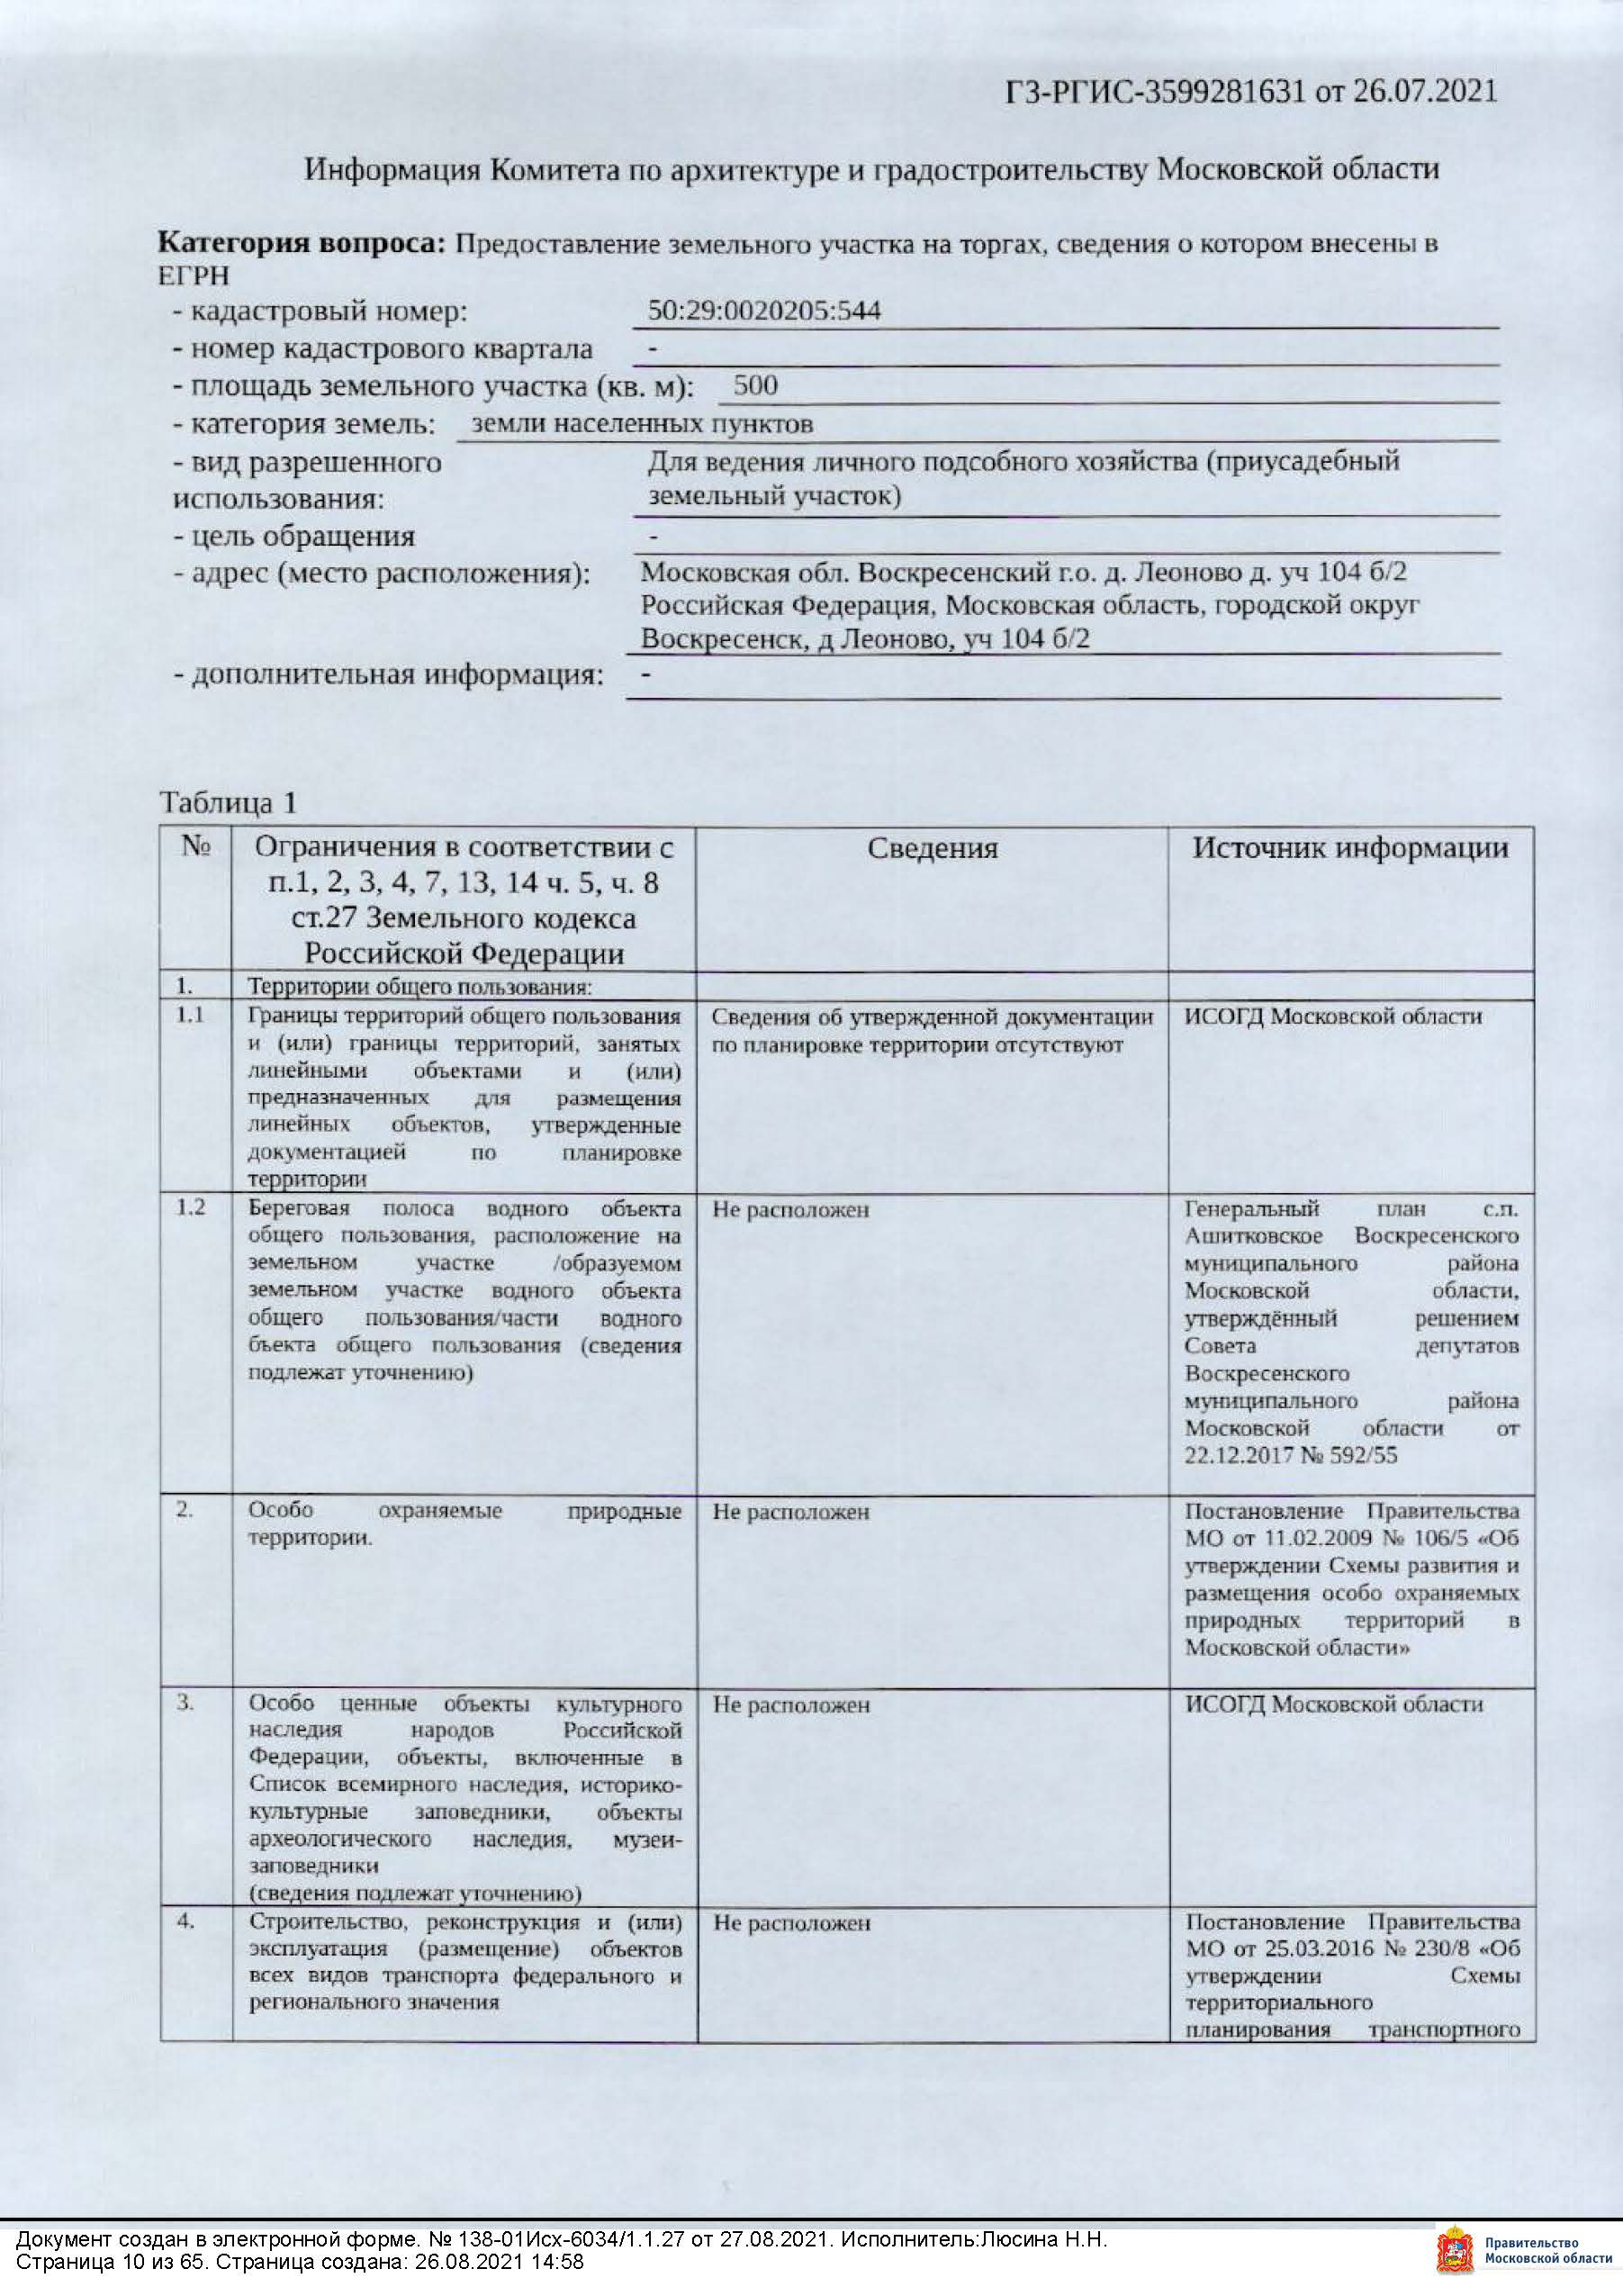 ГЗ-РГИС-3599281631 от 26.07.2021
Информация Комитета по архитектуре и градостроительству Московской области
Категория вопроса: Предоставление земельного участка на торгах, сведения о котором внесены в
ЕГРН
- кадастровый номер: 50:29:0020205:544
- номер кадастрового квартала -
- площадь земельного участка (кв. м): 500
- категория земель: земли населенных пунктов
- вид разрешенного
использования:
Для ведения личного подсобного хозяйства (приусадебный
земельный участок)
- цель обращения -
- адрес (место расположения): Московская обл. Воскресенский г.о. д. Леоново д. уч 104 б/2
Российская Федерация, Московская область, городской округ
Воскресенск, д Леоново, уч 104 б/2
- дополнительная информация: -
Таблица 1
№
Ограничения в соответствии с
п.1, 2, 3, 4, 7, 13, 14 ч. 5, ч. 8
ст.27 Земельного кодекса
Российской Федерации
Сведения
Источник информации
1. Территории общего пользования:
1.1
Границы территорий общего пользования
и (или) границы территорий, занятых
линейными объектами и (или)
предназначенных для размещения
линейных объектов, утвержденные
документацией по планировке
территории
Сведения об утвержденной документации
по планировке территории отсутствуют
ИСОГД Московской области
1.2
Береговая полоса водного объекта
общего пользования, расположение на
земельном участке /образуемом
земельном участке водного объекта
общего пользования/части водного
бъекта общего пользования (сведения
подлежат уточнению)
Не расположен
Генеральный план с.п.
Ашитковское Воскресенского
муниципального района
Московской области,
утверждённый решением
Совета депутатов
Воскресенского
муниципального района
Московской области от
22.12.2017 № 592/55
2.
Особо охраняемые природные
территории.
Не расположен
Постановление Правительства
МО от 11.02.2009 № 106/5 «Об
утверждении Схемы развития и
размещения особо охраняемых
природных территорий в
Московской области»
3.
Особо ценные объекты культурного
наследия народов Российской
Федерации, объекты, включенные в
Список всемирного наследия, историко-
культурные заповедники, объекты
археологического наследия, музеи-
заповедники
(сведения подлежат уточнению)
Не расположен
ИСОГД Московской области
4.
Строительство, реконструкция и (или)
эксплуатация (размещение) объектов
всех видов транспорта федерального и
регионального значения
Не расположен
Постановление Правительства
МО от 25.03.2016 № 230/8 «Об
утверждении Схемы
территориального
планирования транспортного
Документ создан в электронной форме. № 138-01Исх-6034/1.1.27 от 27.08.2021. Исполнитель:Люсина Н.Н.
Страница 10 из 65. Страница создана: 26.08.2021 14:58
Правительство
Московской области